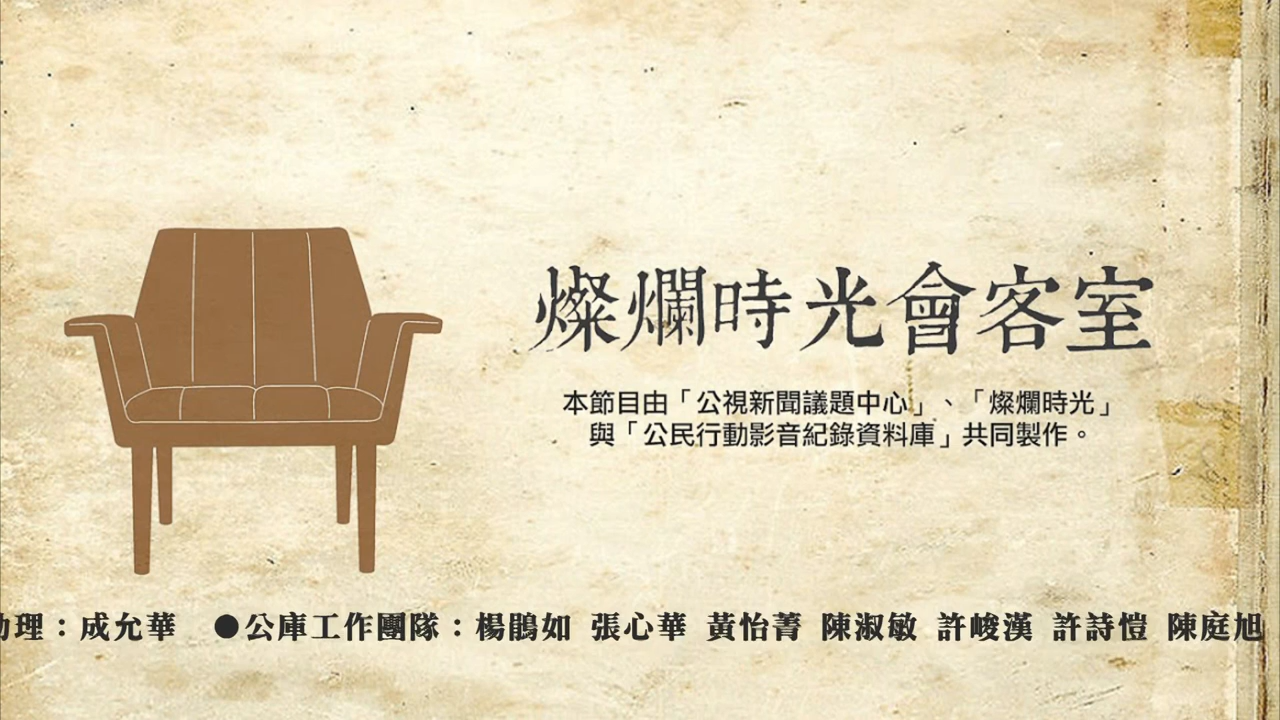 燦爛時光會客室
本節目由「公視新聞議題中心」、「燦爛時光」
與「公民行動影音紀錄資料庫」共同製作。
助理：成允華 ●公庫工作團隊：楊鵑如 張心華 黃怡菁 陳淑敏 許峻漢 許詩愷 陳庭旭